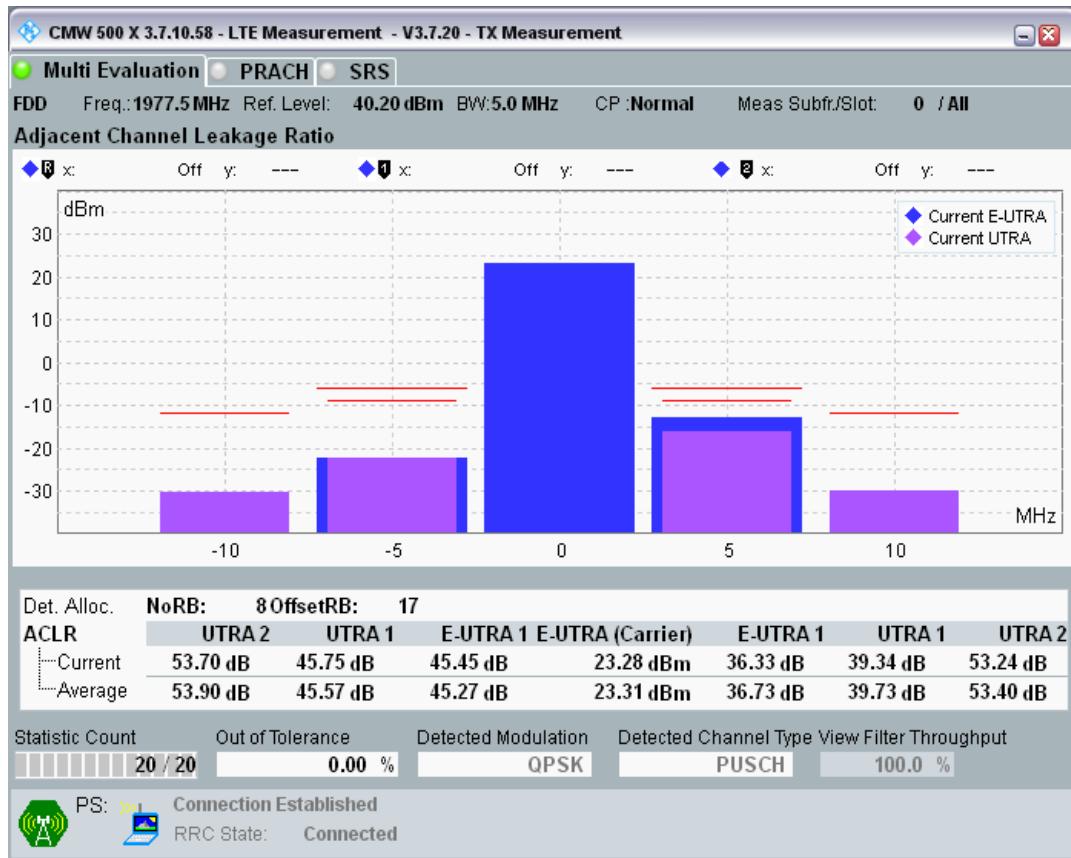 CMW 500 X 3.7.10.58 - LTE Measurement - V3.7.20 - TX Measurement
Multi Evaluation PRACH SRS
FDD Freq.:1977.5 MHz Ref. Level: 40.20 dBm BW:5.0 MHz CP :Normal Meas Subfr./Slot: 0 / All
Adjacent Channel Leakage Ratio
R x: Off y: --- 1 x: Off y: --- 2 x: Off y: ---
dBm
Current E-UTRA
Current UTRA
30
20
10
0
-10
-20
-30
MHz
-10 -5 0 5 10
Det. Alloc. NoRB: 8 OffsetRB: 17
ACLR UTRA 2 UTRA 1 E-UTRA 1 E-UTRA (Carrier) E-UTRA 1 UTRA 1 UTRA 2
Current 53.70 dB 45.75 dB 45.45 dB 23.28 dBm 36.33 dB 39.34 dB 53.24 dB
Average 53.90 dB 45.57 dB 45.27 dB 23.31 dBm 36.73 dB 39.73 dB 53.40 dB
Statistic Count Out of Tolerance Detected Modulation Detected Channel Type View Filter Throughput
20 / 20 0.00 % QPSK PUSCH 100.0 %
PS: Connection Established
RRC State: Connected